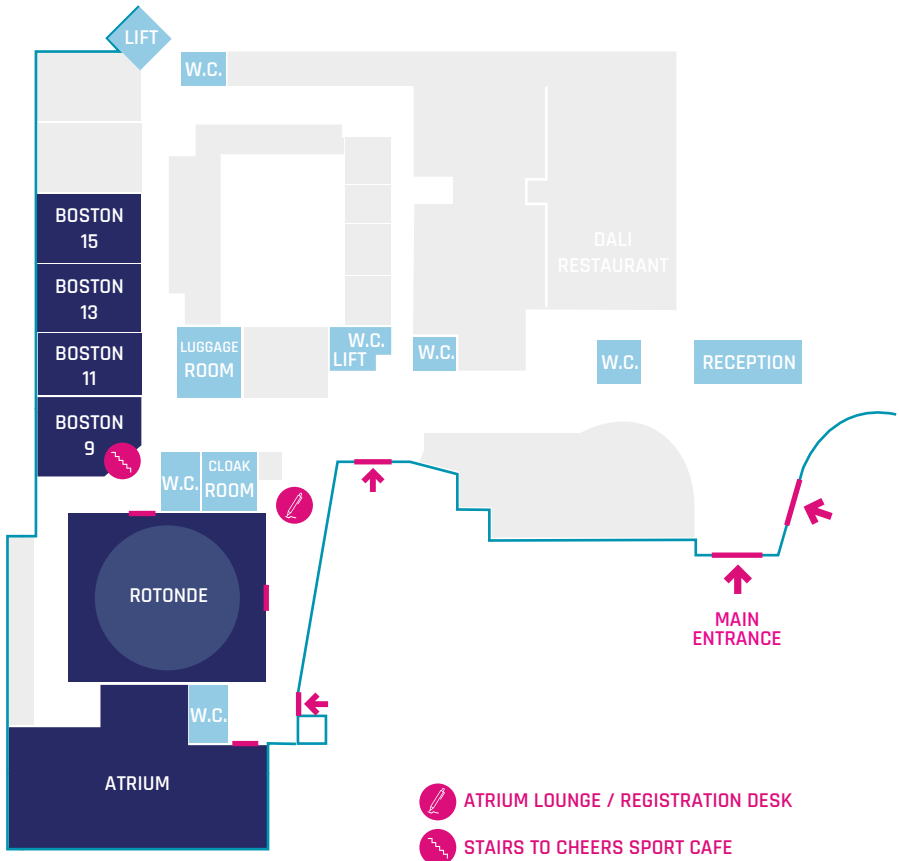 LIFT
W.C.
BOSTON
15
DALI
RESTAURANT
BOSTON
13
LUGGAGE
ROOM
W.C.
LIFT
W.C.
W.C.
RECEPTION
BOSTON
11
BOSTON
9
W.C.
CLOAK
ROOM
ROTONDE
MAIN
ENTRANCE
W.C.
ATRIUM
ATRIUM LOUNGE / REGISTRATION DESK
STAIRS TO CHEERS SPORT CAFE